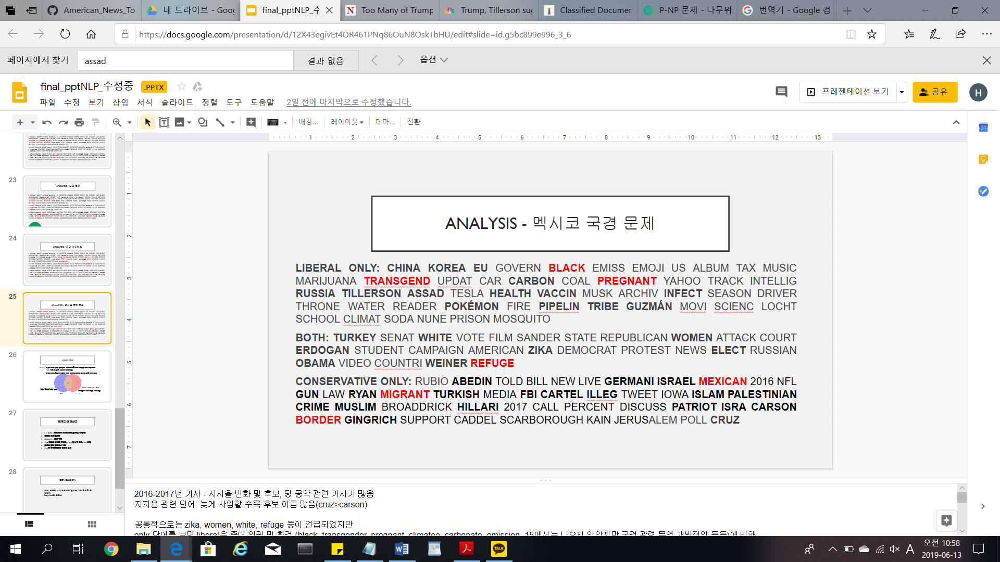 American_News_To
내 드라이브 - Goog
final_pptNLP_수
Too Many of Trump
Trump, Tillerson sug
Classified Documen
P-NP 문제 - 나무위
번역기 - Google 검
https://docs.google.com/presentation/d/12X43egivEt4OR461PNq86OuN8OskTbHU/edit#slide=id.g5bc899e996_3_6
페이지에서 찾기
assad
결과 없음
옵션
final_pptNLP_수정중
.PPTX
파일 수정 보기 삽입 서식 슬라이드 정렬 도구 도움말 2일 전에 마지막으로 수정했습니다.
프레젠테이션 보기
공유
H
배경... 레이아웃 테마... 전환
31
1 2 3 4 5 6 7 8 9 10 11 12 13
1
2
3
4
5
6
7
23
24
25
26
ANALYSIS
27
28
CONCLUSION
ANALYSIS - 멕시코 국경 문제
LIBERAL ONLY: CHINA KOREA EU GOVERN BLACK EMISS EMOJI US ALBUM TAX MUSIC
MARIJUANA TRANSGEND UPDAT CAR CARBON COAL PREGNANT YAHOO TRACK INTELLIG
RUSSIA TILLERSON ASSAD TESLA HEALTH VACCIN MUSK ARCHIV INFECT SEASON DRIVER
THRONE WATER READER POKÉMON FIRE PIPELIN TRIBE GUZMÁN MOVI SCIENC LOCHT
SCHOOL CLIMAT SODA NUNE PRISON MOSQUITO
BOTH: TURKEY SENAT WHITE VOTE FILM SANDER STATE REPUBLICAN WOMEN ATTACK COURT
ERDOGAN STUDENT CAMPAIGN AMERICAN ZIKA DEMOCRAT PROTEST NEWS ELECT RUSSIAN
OBAMA VIDEO COUNTRI WEINER REFUGE
CONSERVATIVE ONLY: RUBIO ABEDIN TOLD BILL NEW LIVE GERMANI ISRAEL MEXICAN 2016 NFL
GUN LAW RYAN MIGRANT TURKISH MEDIA FBI CARTEL ILLEG TWEET IOWA ISLAM PALESTINIAN
CRIME MUSLIM BROADDRICK HILLARI 2017 CALL PERCENT DISCUSS PATRIOT ISRA CARSON
BORDER GINGRICH SUPPORT CADDEL SCARBOROUGH KAIN JERUSALEM POLL CRUZ
2016-2017년 기사 - 지지율 변화 및 후보, 당 공약 관련 기사가 많음
지지율 관련 단어: 늦게 사임할 수록 후보 이름 많음(cruz>carson)
공통적으로는 zika, women, white, refuge 등이 언급되었지만
only 단어를 보면 liberal은 좀더 인권 및 환경 (black, transgender, pregnant, climatee, carbonate, emission, 15에서는 나오지 않았지만 국경 관련 무역 개방적인 등등)에 비해
TALK
A
오전 10:58
2019-06-13